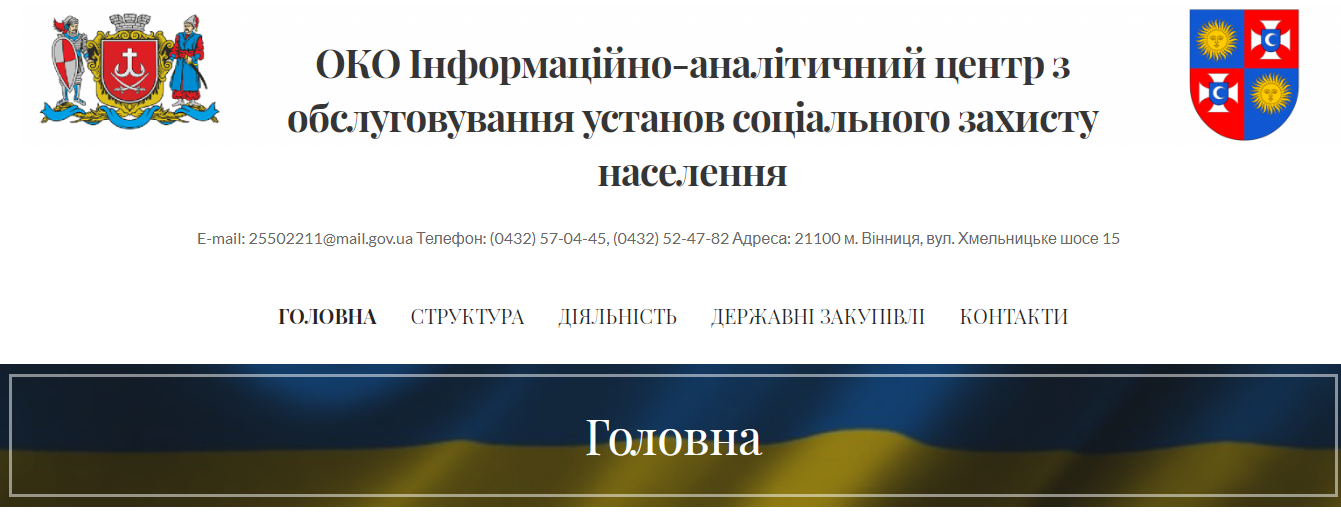 ОКО Інформаційно-аналітичний центр з
обслуговування установ соціального захисту
населення
E-mail: 25502211@mail.gov.ua Телефон: (0432) 57-04-45, (0432) 52-47-82 Адреса: 21100 м. Вінниця, вул. Хмельницьке шосе 15
ГОЛОВНА СТРУКТУРА ДІЯЛЬНІСТЬ ДЕРЖАВНІ ЗАКУПІВЛІ КОНТАКТИ
Головна